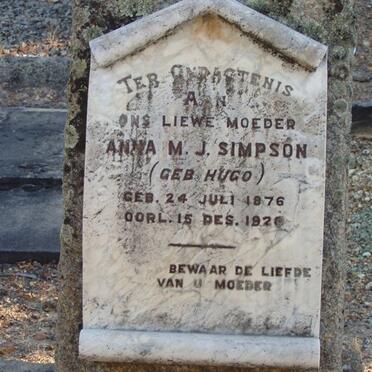 TER GEDAGTENIS
AAN
ONS LIEWE MOEDER
ANNA M. J. SIMPSON
(GEB HUGO)
GEB. 24 JULI 1876
OORL. 15 DES. 1926
BEWAAR DE LIEFDE
VAN U MOEDER